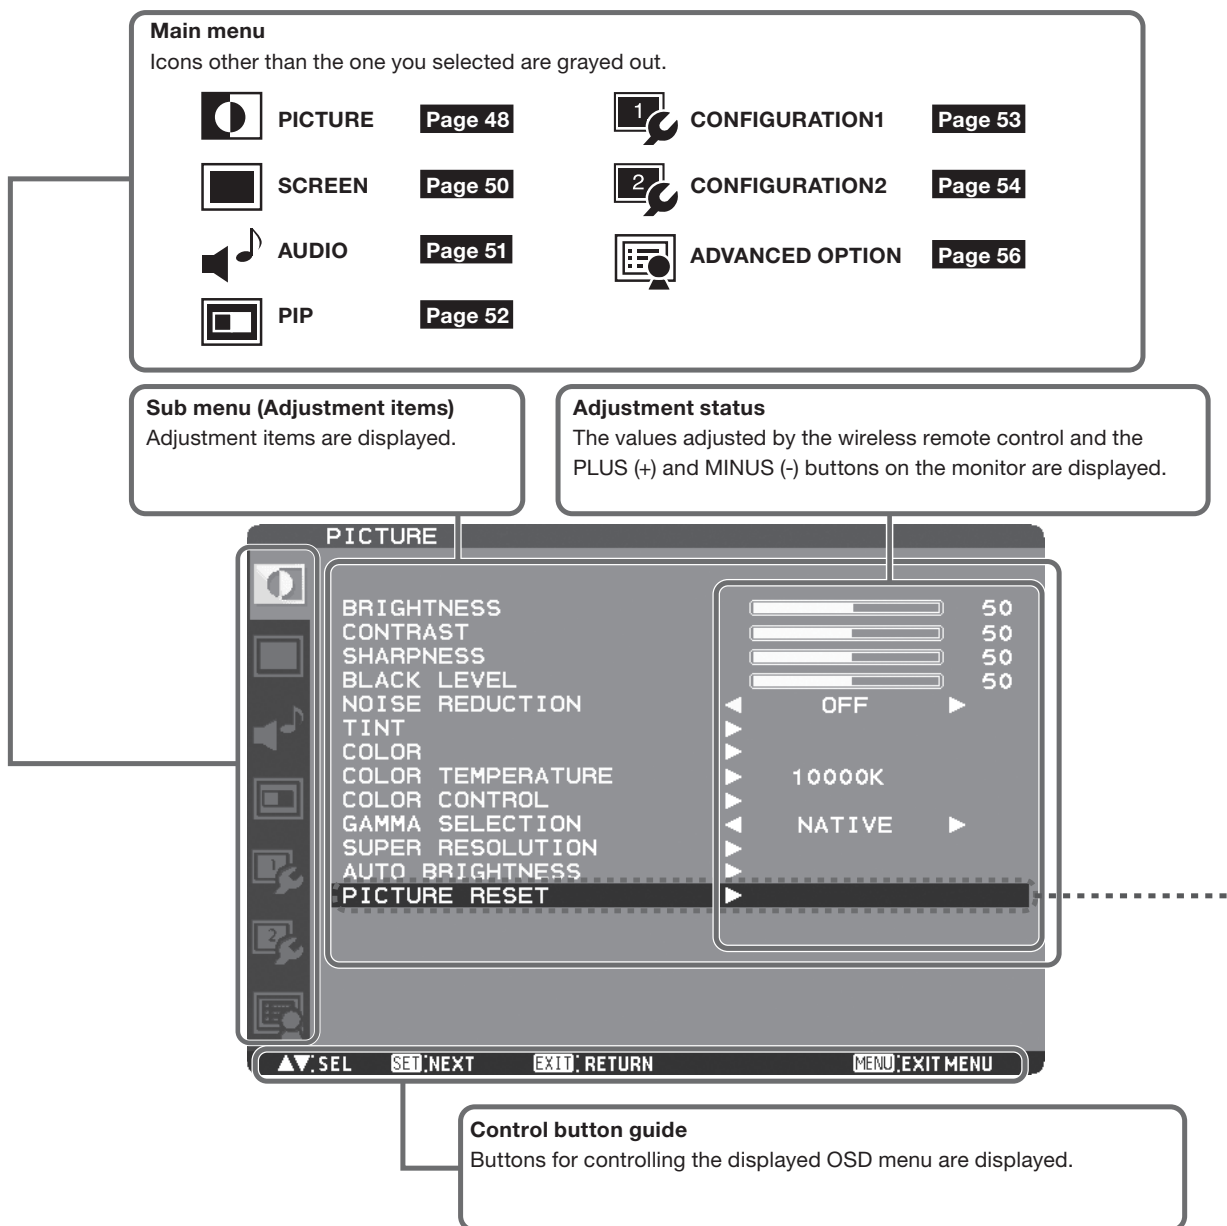 Main menu
Icons other than the one you selected are grayed out.
PICTURE Page 48
1 CONFIGURATION1 Page 53
SCREEN Page 50
2 CONFIGURATION2 Page 54
AUDIO Page 51
ADVANCED OPTION Page 56
PIP Page 52
Sub menu (Adjustment items)
Adjustment items are displayed.
Adjustment status
The values adjusted by the wireless remote control and the
PLUS (+) and MINUS (-) buttons on the monitor are displayed.
PICTURE
BRIGHTNESS 50
CONTRAST 50
SHARPNESS 50
BLACK LEVEL 50
NOISE REDUCTION ◀ OFF ▶
TINT ▶
COLOR ▶
COLOR TEMPERATURE ▶ 10000K
COLOR CONTROL ▶
GAMMA SELECTION ◀ NATIVE ▶
SUPER RESOLUTION ▶
AUTO BRIGHTNESS ▶
PICTURE RESET ▶
1
2
▲▼:SEL SET:NEXT EXIT:RETURN MENU:EXIT MENU
Control button guide
Buttons for controlling the displayed OSD menu are displayed.